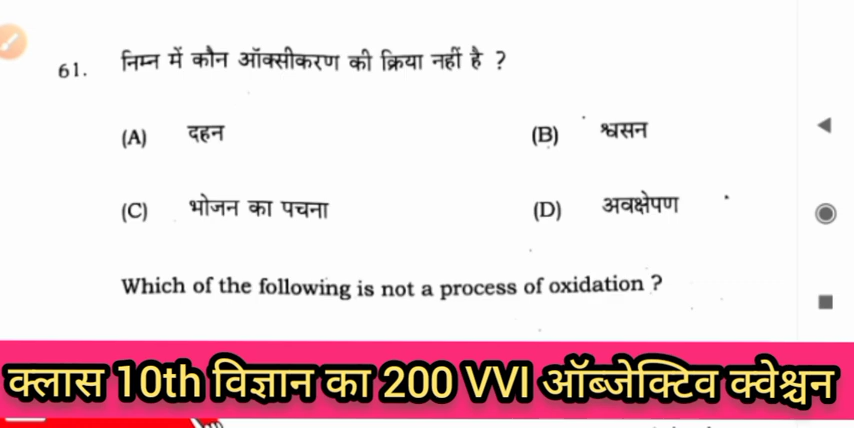 61. निम्न में कौन ऑक्सीकरण की क्रिया नहीं है ?
(A) दहन (B) श्वसन
(C) भोजन का पचना (D) अवक्षेपण
Which of the following is not a process of oxidation ?
क्लास 10th विज्ञान का 200 VVI ऑब्जेक्टिव क्वेश्चन